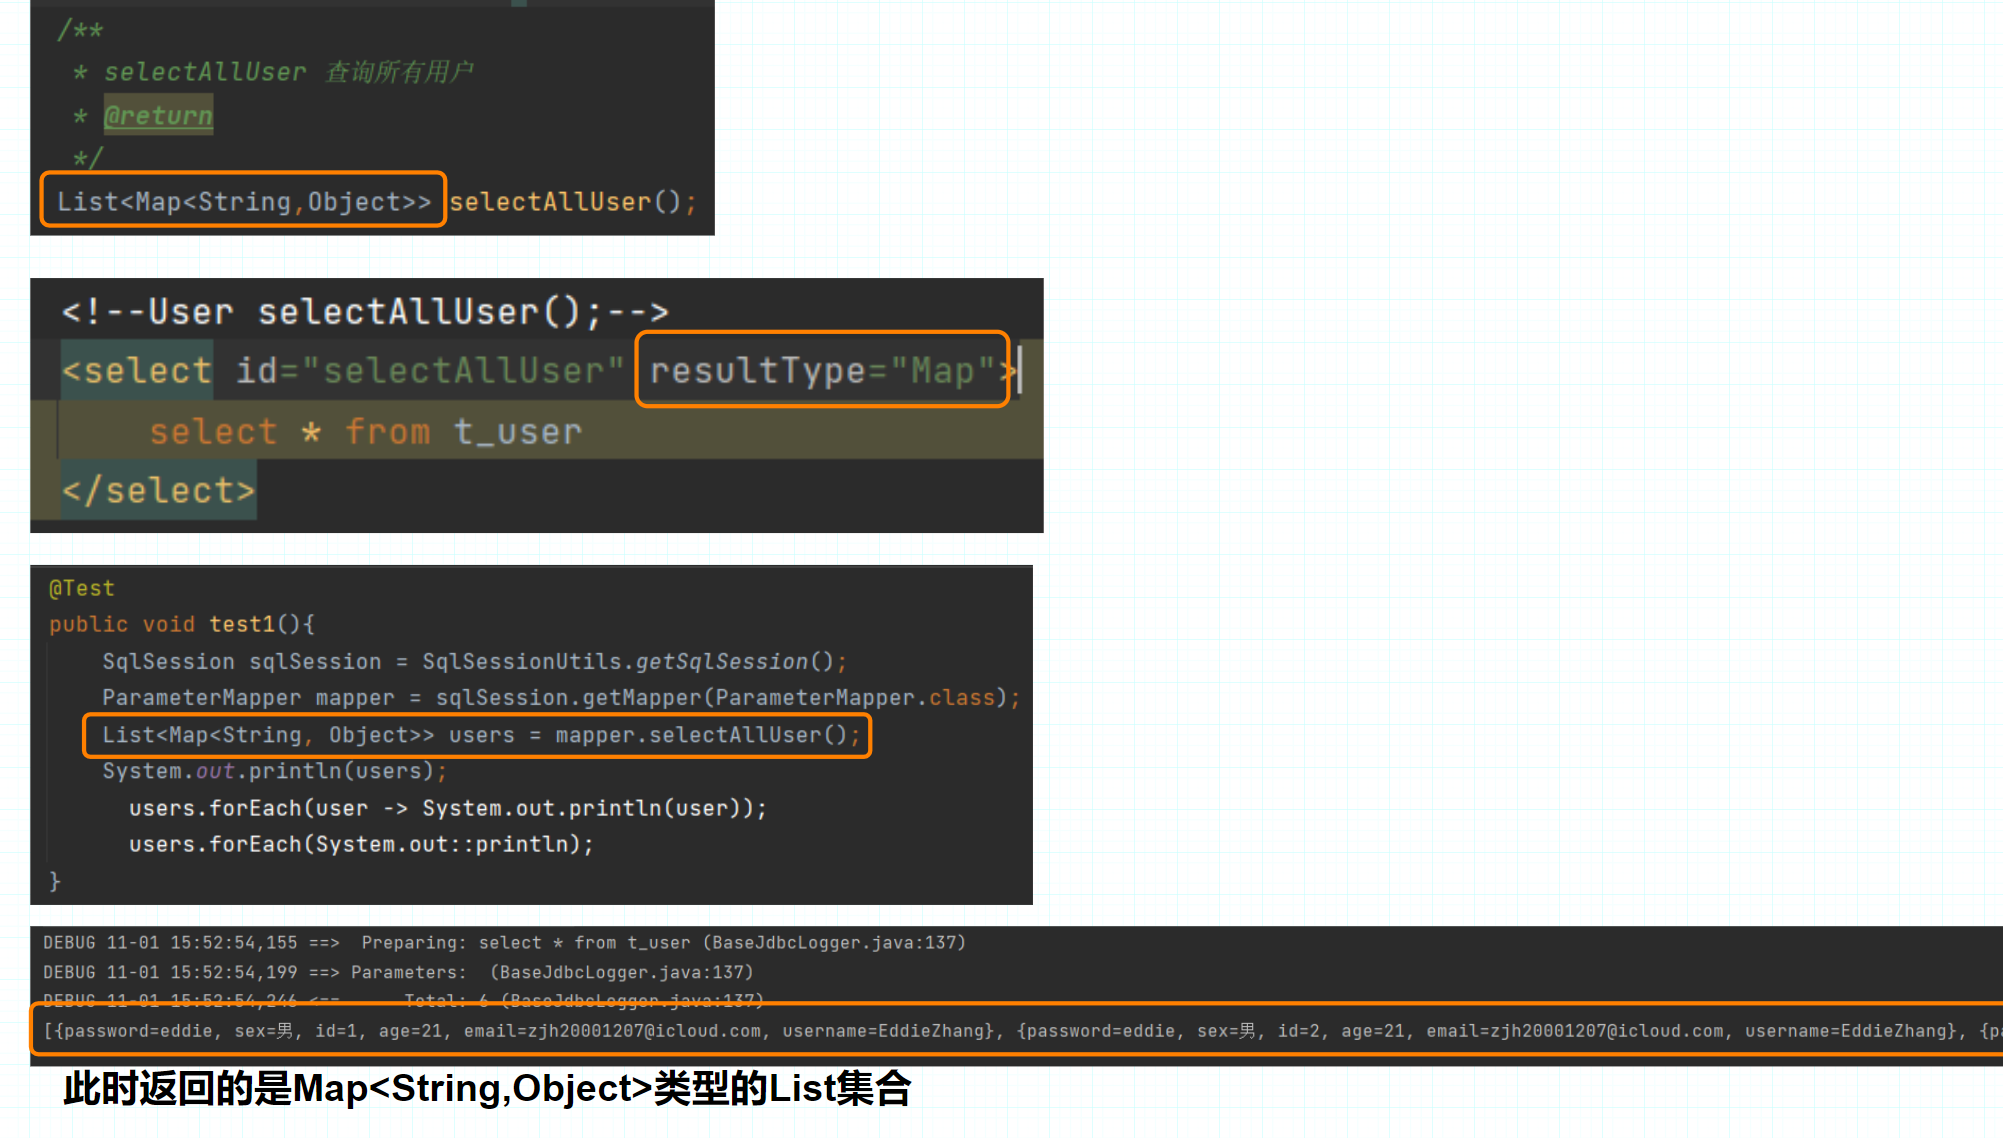 /**
* selectAllUser 查询所有用户
* @return
*/
List<Map<String,Object>> selectAllUser();
<!--User selectAllUser();-->
<select id="selectAllUser" resultType="Map">
select * from t_user
</select>
@Test
public void test1(){
SqlSession sqlSession = SqlSessionUtils.getSqlSession();
ParameterMapper mapper = sqlSession.getMapper(ParameterMapper.class);
List<Map<String, Object>> users = mapper.selectAllUser();
System.out.println(users);
users.forEach(user -> System.out.println(user));
users.forEach(System.out::println);
}
DEBUG 11-01 15:52:54,155 ==>  Preparing: select * from t_user (BaseJdbcLogger.java:137)
DEBUG 11-01 15:52:54,199 ==> Parameters:  (BaseJdbcLogger.java:137)
DEBUG 11-01 15:52:54,246 <==      Total: 6 (BaseJdbcLogger.java:137)
[{password=eddie, sex=男, id=1, age=21, email=zjh20001207@icloud.com, username=EddieZhang}, {password=eddie, sex=男, id=2, age=21, email=zjh20001207@icloud.com, username=EddieZhang}, {pa
此时返回的是Map<String,Object>类型的List集合